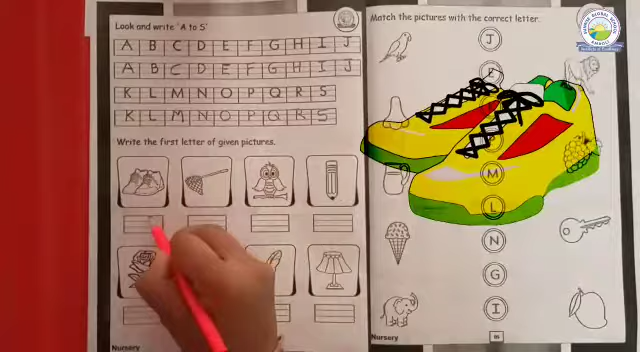 Look and write 'A to S'
A B C D E F G H I J
A B C D E F G H I J
K L M N O P Q R S
K L M N O P Q R S
Write the first letter of given pictures.
Nursery
Match the pictures with the correct letter.
J
E
M
L
N
G
I
Nursery